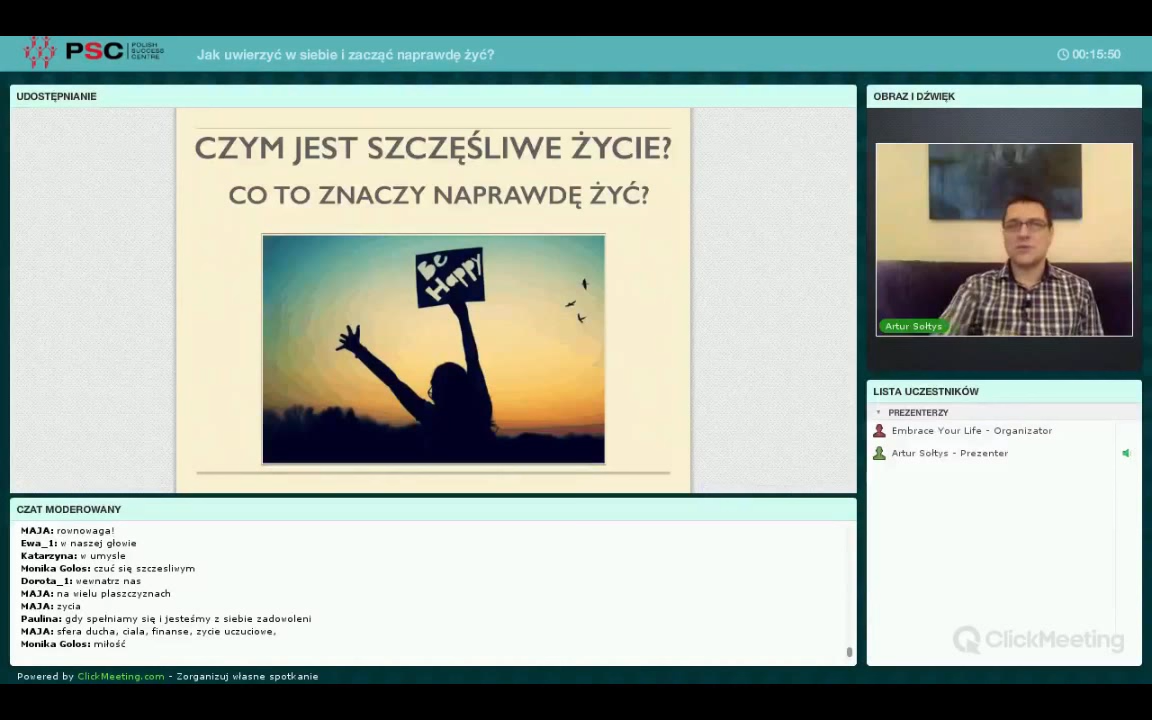 PSC POLISH SUCCESS CENTRE
Jak uwierzyć w siebie i zacząć naprawdę żyć?
00:15:50
UDOSTĘPNIANIE
CZYM JEST SZCZĘŚLIWE ŻYCIE?
CO TO ZNACZY NAPRAWDĘ ŻYĆ?
Be
Happy
OBRAZ I DŹWIĘK
Artur Sołtys
LISTA UCZESTNIKÓW
PREZENTERZY
Embrace Your Life - Organizator
Artur Sołtys - Prezenter
ClickMeeting
CZAT MODEROWANY
MAJA: rownowaga!
Ewa_1: w naszej głowie
Katarzyna: w umysle
Monika Golos: czuć się szczesliwym
Dorota_1: wewnatrz nas
MAJA: na wielu plaszczyznach
MAJA: zycia
Paulina: gdy spełniamy się i jesteśmy z siebie zadowoleni
MAJA: sfera ducha, ciala, finanse, zycie uczuciowe,
Monika Golos: miłość
Powered by ClickMeeting.com - Zorganizuj własne spotkanie